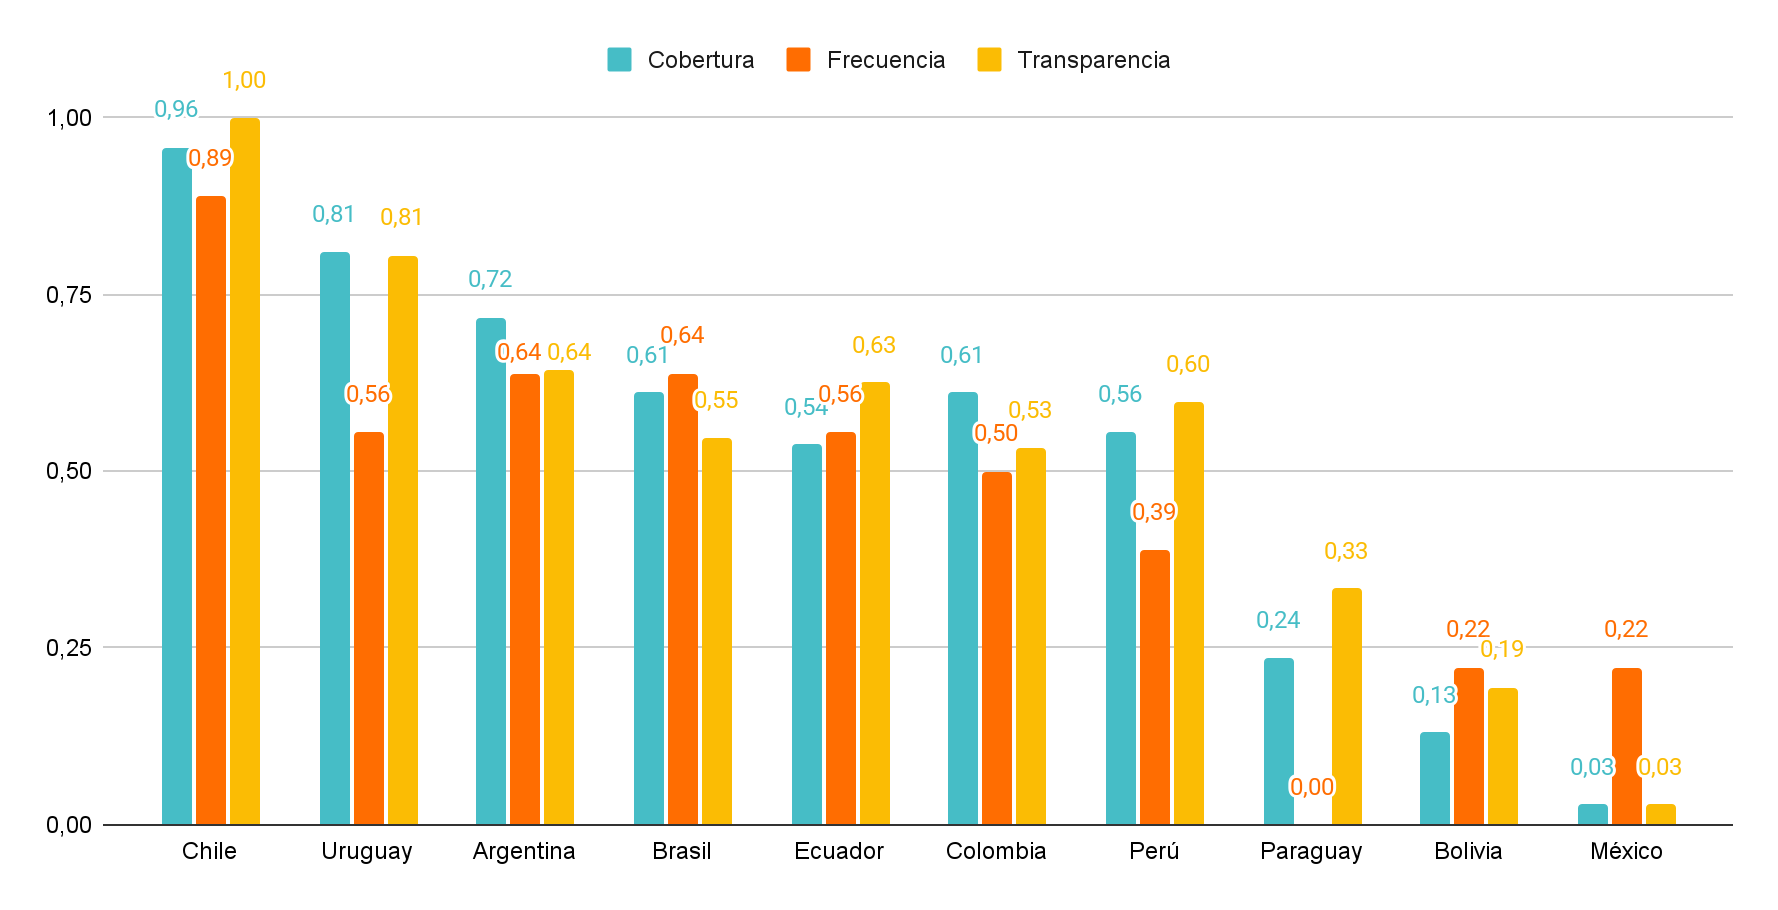 Cobertura Frecuencia Transparencia
1,00
0,75
0,50
0,25
0,00
0,96 0,89 1,00
0,81 0,56 0,81
0,72 0,64 0,64
0,61 0,64 0,55
0,54 0,56 0,63
0,61 0,50 0,53
0,56 0,39 0,60
0,24 0,00 0,33
0,13 0,22 0,19
0,03 0,22 0,03
Chile Uruguay Argentina Brasil Ecuador Colombia Perú Paraguay Bolivia México